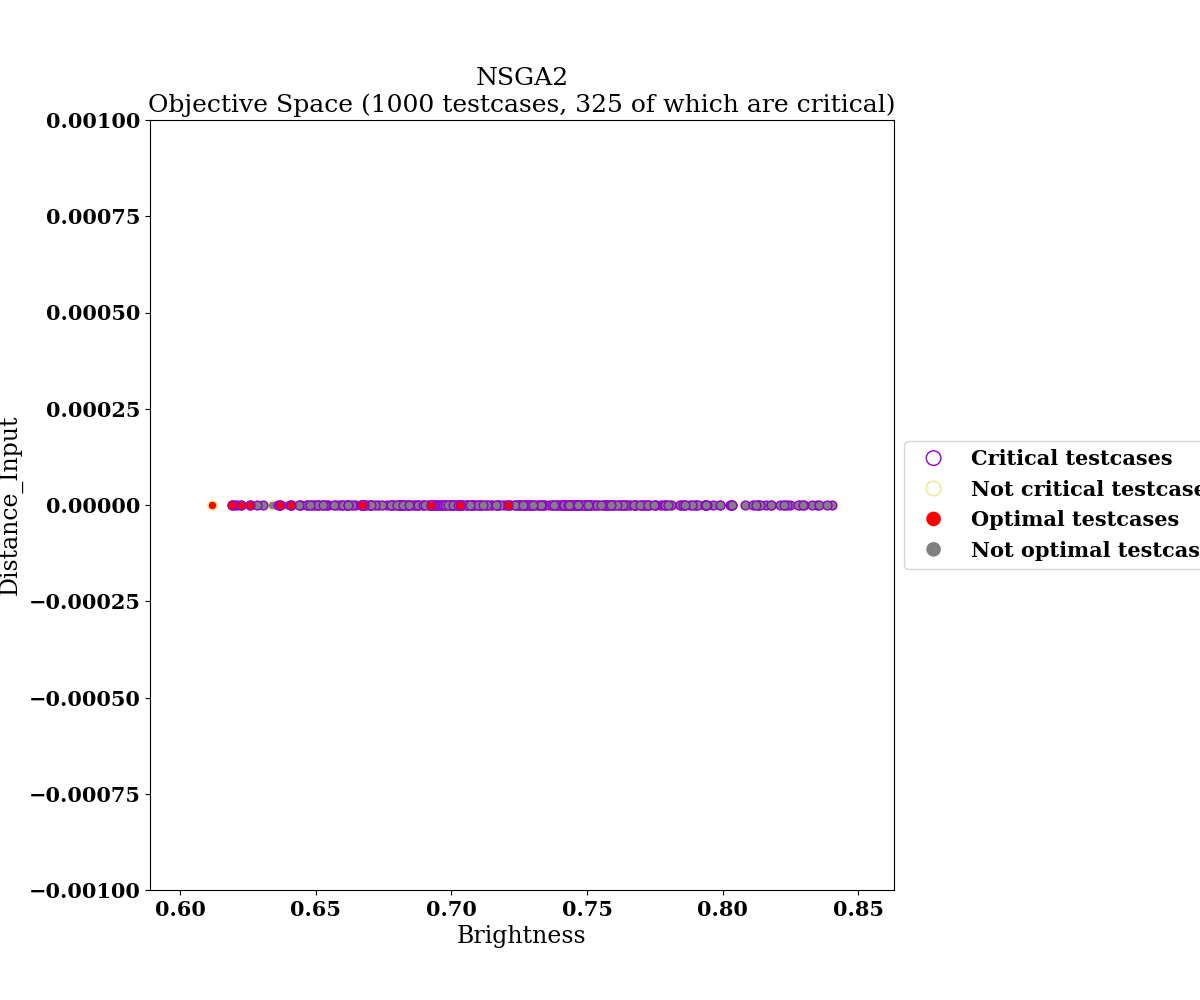 NSGA2
Objective Space (1000 testcases, 325 of which are critical)
0.00100
0.00075
0.00050
0.00025
0.00000
−0.00025
−0.00050
−0.00075
−0.00100
Distance_Input
0.60 0.65 0.70 0.75 0.80 0.85
Brightness
Critical testcases
Not critical testcase
Optimal testcases
Not optimal testcas